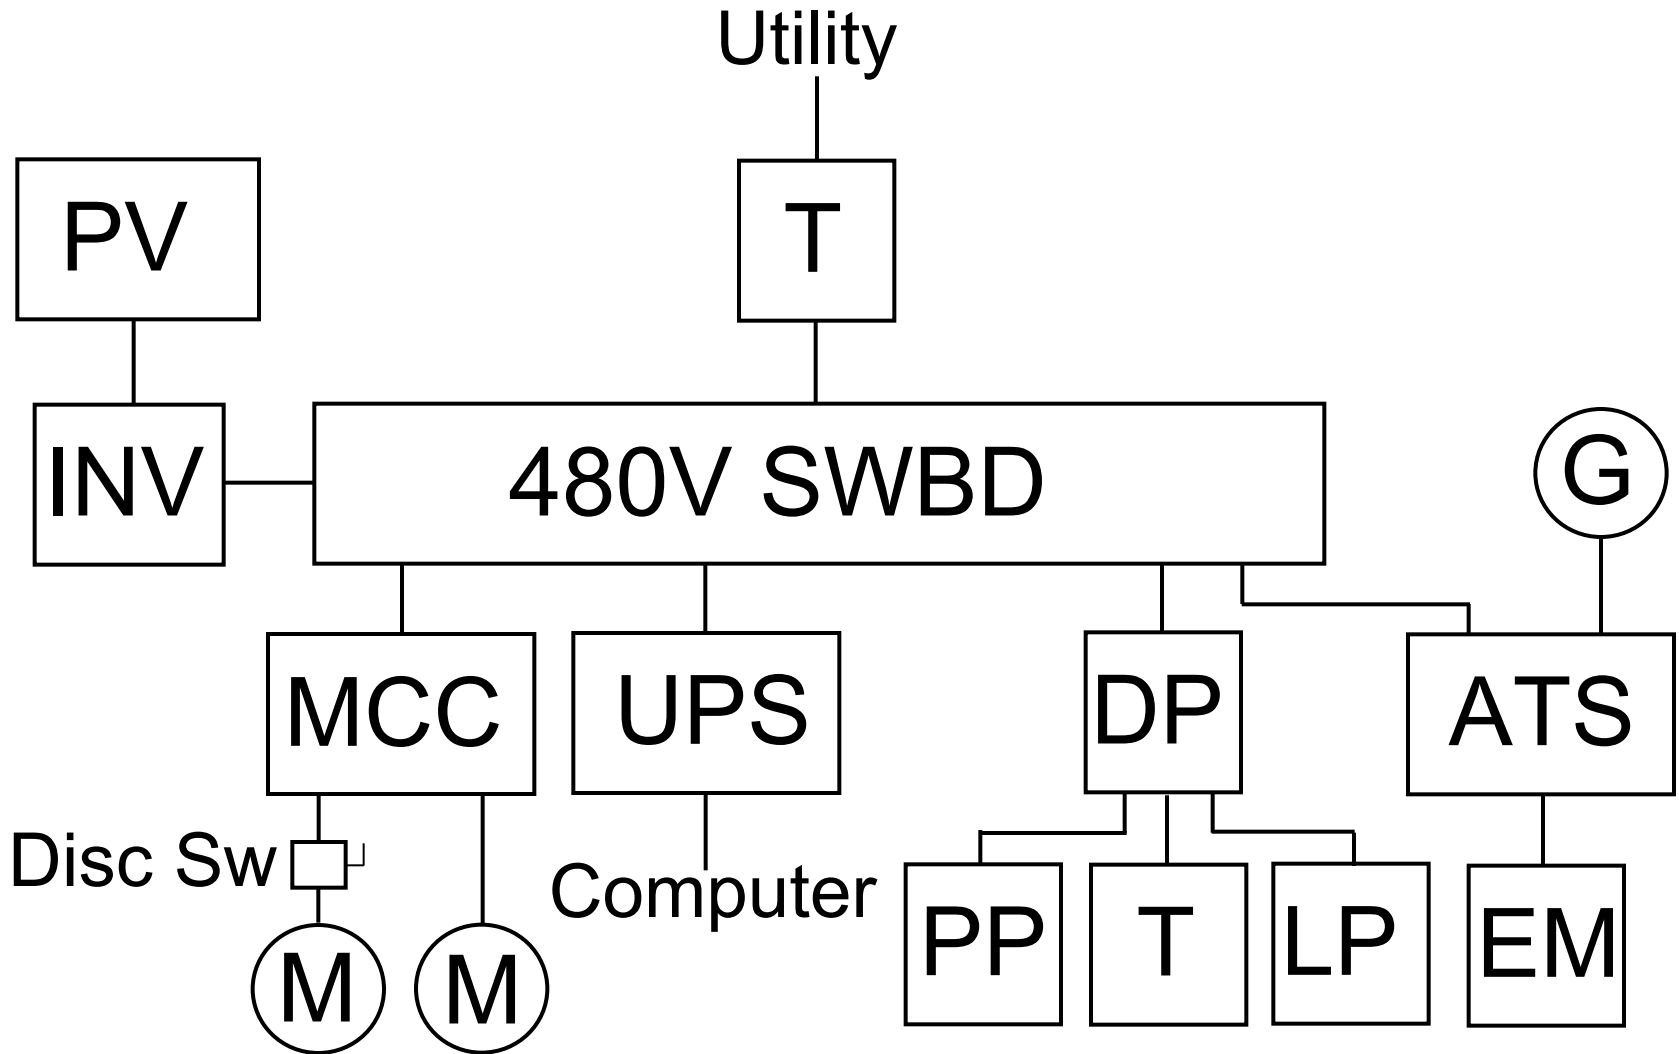 Utility
PV
T
INV
480V SWBD
G
MCC
UPS
DP
ATS
Disc Sw
Computer
PP
T
LP
EM
M
M